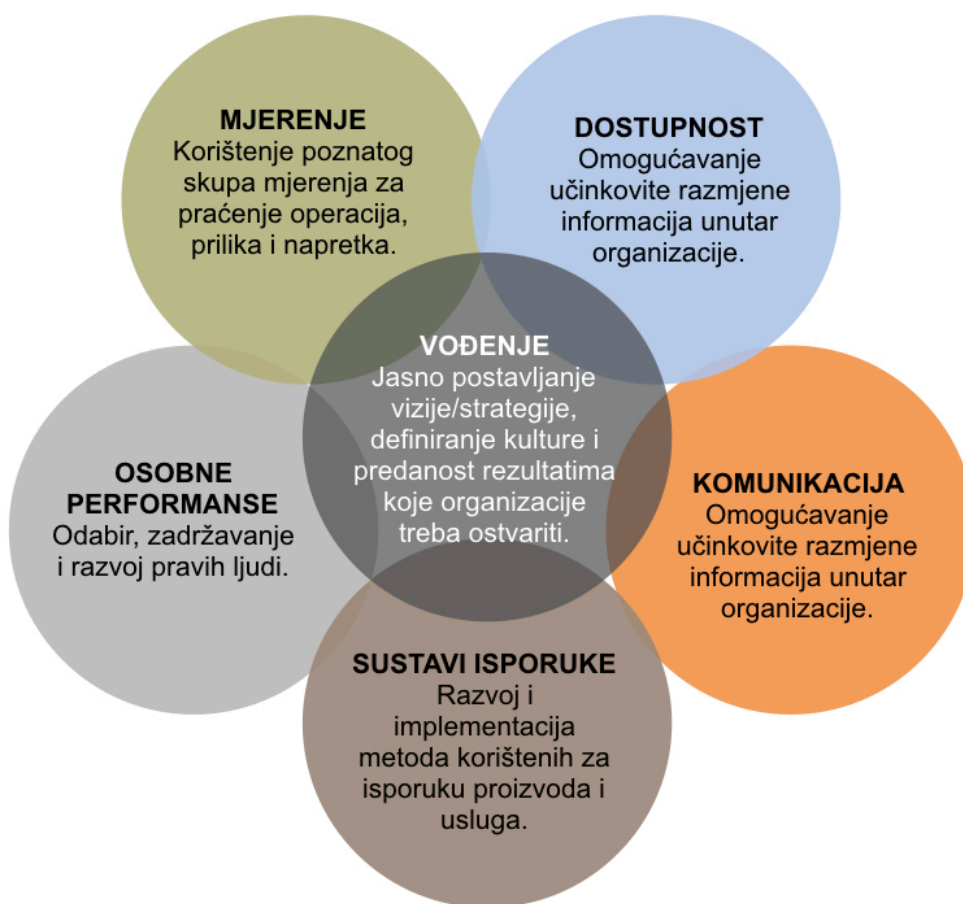 MJERENJE
Korištenje poznatog
skupa mjerenja za
praćenje operacija,
prilika i napretka.
DOSTUPNOST
Omogućavanje
učinkovite razmjene
informacija unutar
organizacije.
VOĐENJE
Jasno postavljanje
vizije/strategije,
definiranje kulture i
predanost rezultatima
koje organizacije
treba ostvariti.
OSOBNE
PERFORMANSE
Odabir, zadržavanje
i razvoj pravih ljudi.
KOMUNIKACIJA
Omogućavanje
učinkovite razmjene
informacija unutar
organizacije.
SUSTAVI ISPORUKE
Razvoj i
implementacija
metoda korištenih za
isporuku proizvoda i
usluga.